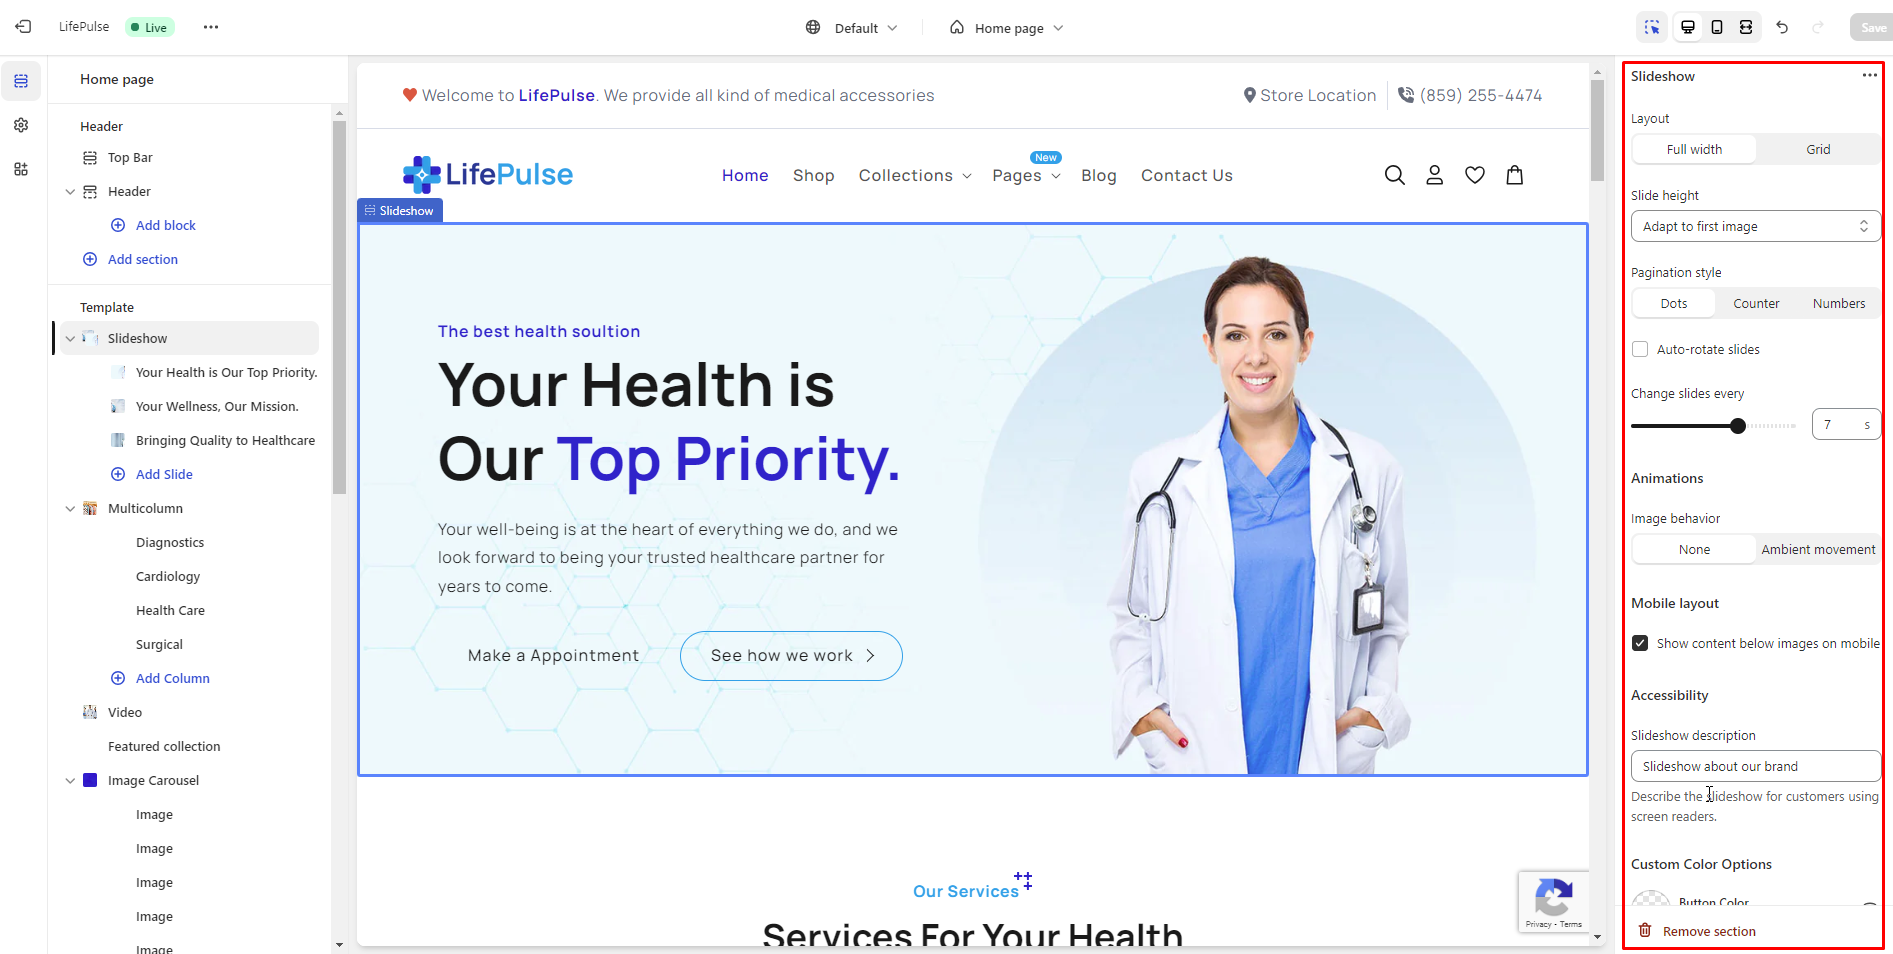 LifePulse
Live
Default
Home page
Save
Home page
Header
Top Bar
Header
Add block
Add section
Template
Slideshow
Your Health is Our Top Priority.
Your Wellness, Our Mission.
Bringing Quality to Healthcare
Add Slide
Multicolumn
Diagnostics
Cardiology
Health Care
Surgical
Add Column
Video
Featured collection
Image Carousel
Image
Image
Image
Image
Image
Welcome to LifePulse. We provide all kind of medical accessories
Store Location
(859) 255-4474
LifePulse
Home
Shop
Collections
Pages
New
Blog
Contact Us
Slideshow
The best health soultion
Your Health is
Our Top Priority.
Your well-being is at the heart of everything we do, and we
look forward to being your trusted healthcare partner for
years to come.
Make a Appointment
See how we work
Our Services
Services For Your Health
Privacy - Terms
Slideshow
Layout
Full width
Grid
Slide height
Adapt to first image
Pagination style
Dots
Counter
Numbers
Auto-rotate slides
Change slides every
7 s
Animations
Image behavior
None
Ambient movement
Mobile layout
Show content below images on mobile
Accessibility
Slideshow description
Slideshow about our brand
Describe the slideshow for customers using
screen readers.
Custom Color Options
Button Color
Remove section